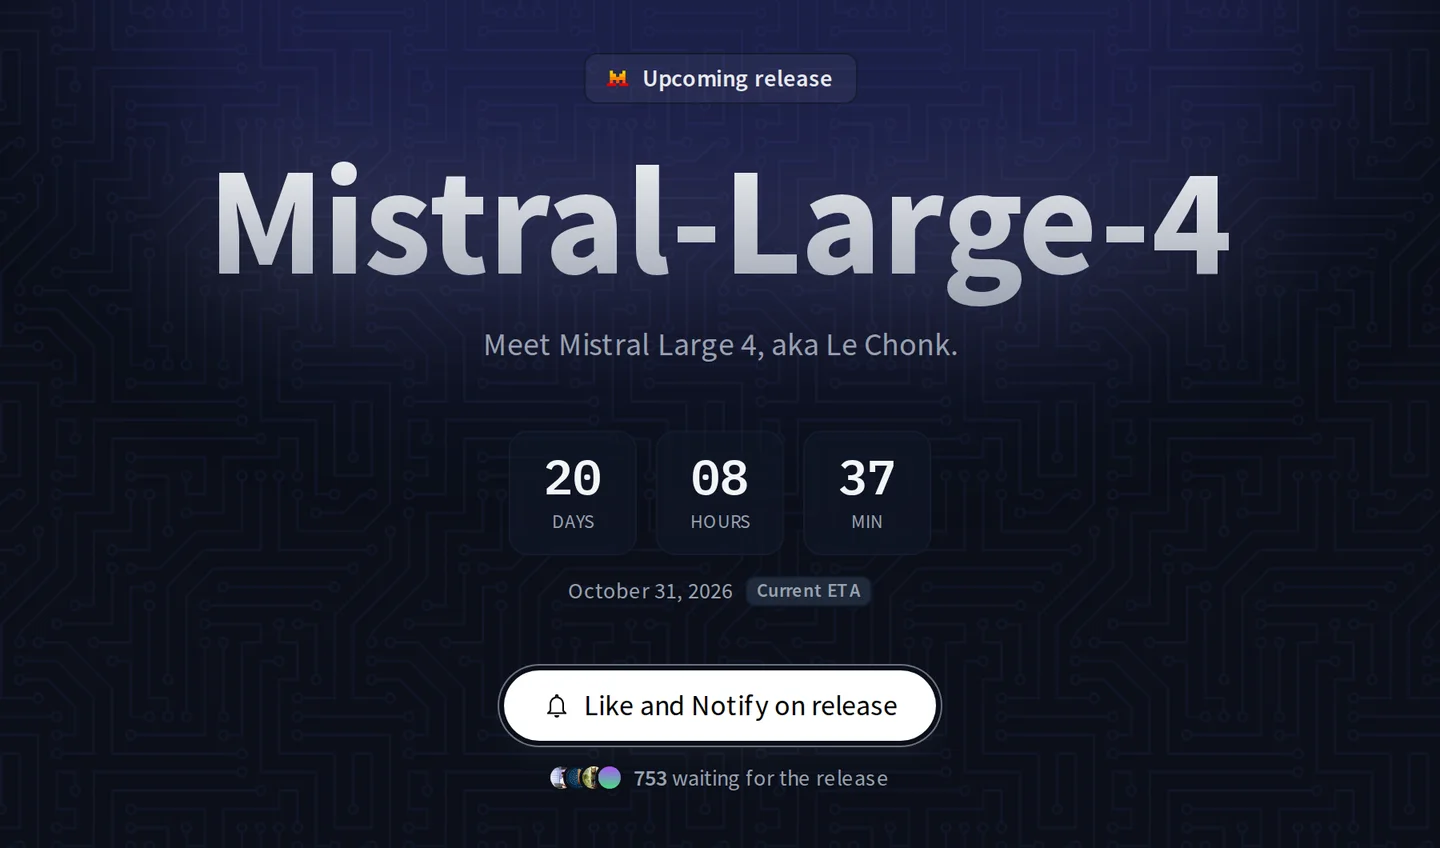 Upcoming release
Mistral-Large-4
Meet Mistral Large 4, aka Le Chonk.
20 08 37
DAYS HOURS MIN
October 31, 2026 Current ETA
Like and Notify on release
753 waiting for the release